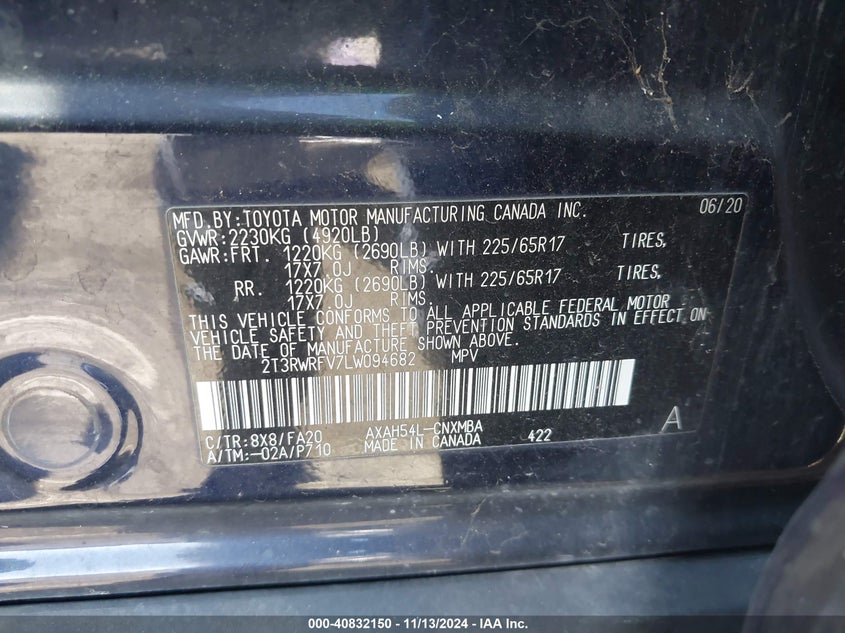 MFD.BY:TOYOTA MOTOR MANUFACTURING CANADA INC. 06/20
GVWR:2230KG (4920LB)
GAWR:FRT. 1220KG (2690LB) WITH 225/65R17 TIRES,
17X7.0J RIMS.
RR. 1220KG (2690LB) WITH 225/65R17 TIRES,
17X7.0J RIMS.
THIS VEHICLE CONFORMS TO ALL APPLICABLE FEDERAL MOTOR
VEHICLE SAFETY AND THEFT PREVENTION STANDARDS IN EFFECT ON
THE DATE OF MANUFACTURE SHOWN ABOVE.
2T3RWRFV7LW094682 MPV
C/TR:8X8/FA20 AXAH54L-CNXMBA 422 A
A/TM:-02A/P710 MADE IN CANADA
000-40832150 - 11/13/2024 - IAA Inc.